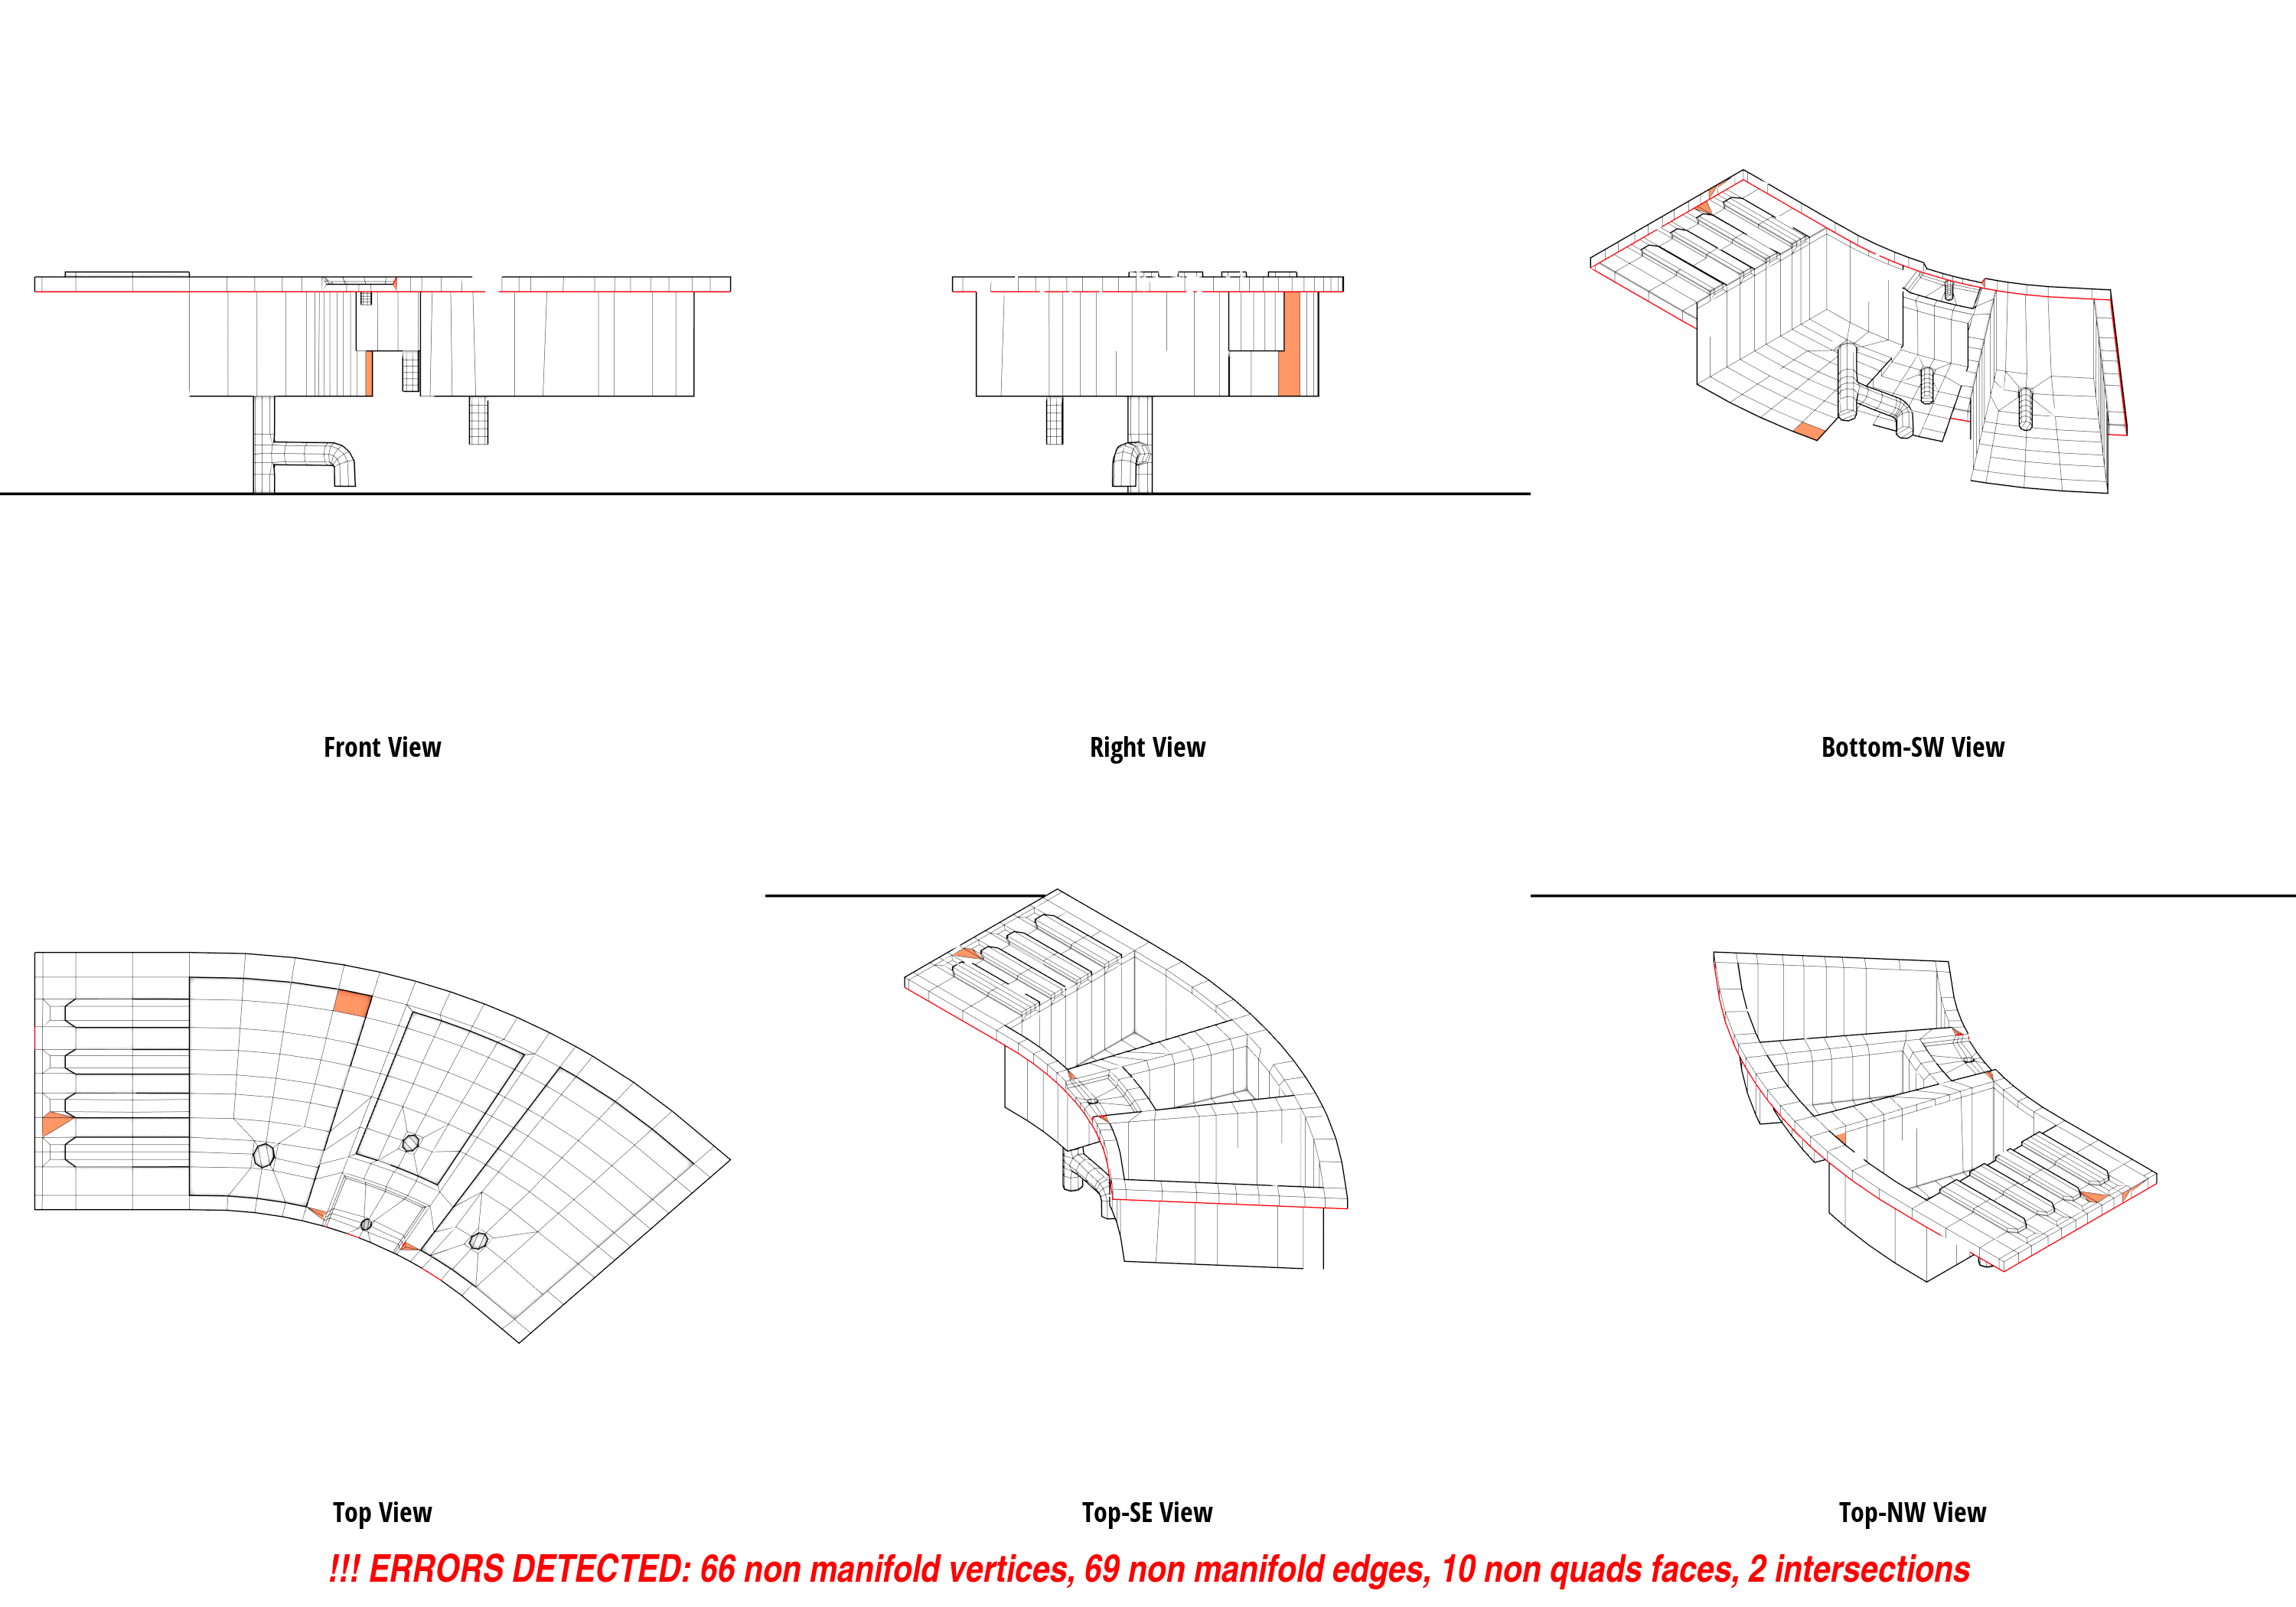 Front View
Right View
Bottom-SW View
Top View
Top-SE View
Top-NW View
!!! ERRORS DETECTED: 66 non manifold vertices, 69 non manifold edges, 10 non quads faces, 2 intersections